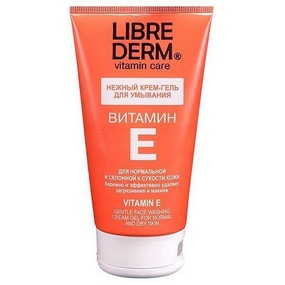 LIBRE
DERM®
vitamin care
НЕЖНЫЙ КРЕМ-ГЕЛЬ
ДЛЯ УМЫВАНИЯ
ВИТАМИН
E
ДЛЯ НОРМАЛЬНОЙ
И СКЛОННОЙ К СУХОСТИ КОЖИ
бережно и эффективно удаляет
загрязнения и макияж
VITAMIN E
GENTLE FACE WASHING
CREAM-GEL FOR NORMAL
AND DRY SKIN